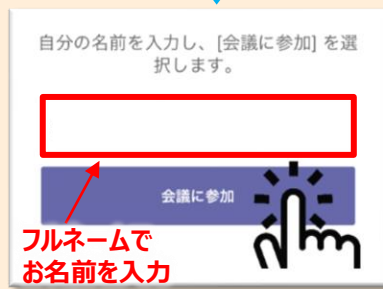 自分の名前を入力し、[会議に参加] を選
択します。
会議に参加
フルネームで
お名前を入力